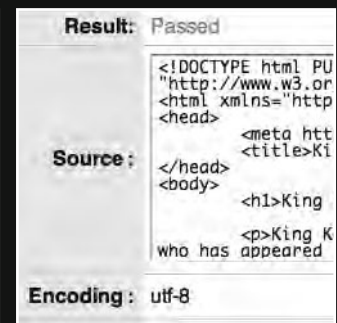 Result: Passed
Source:
<!DOCTYPE html PU
"http://www.w3.or
<html xmlns="http
<head>
<meta htt
<title>Ki
</head>
<body>
<h1>King
<p>King K
who has appeared
Encoding: utf-8